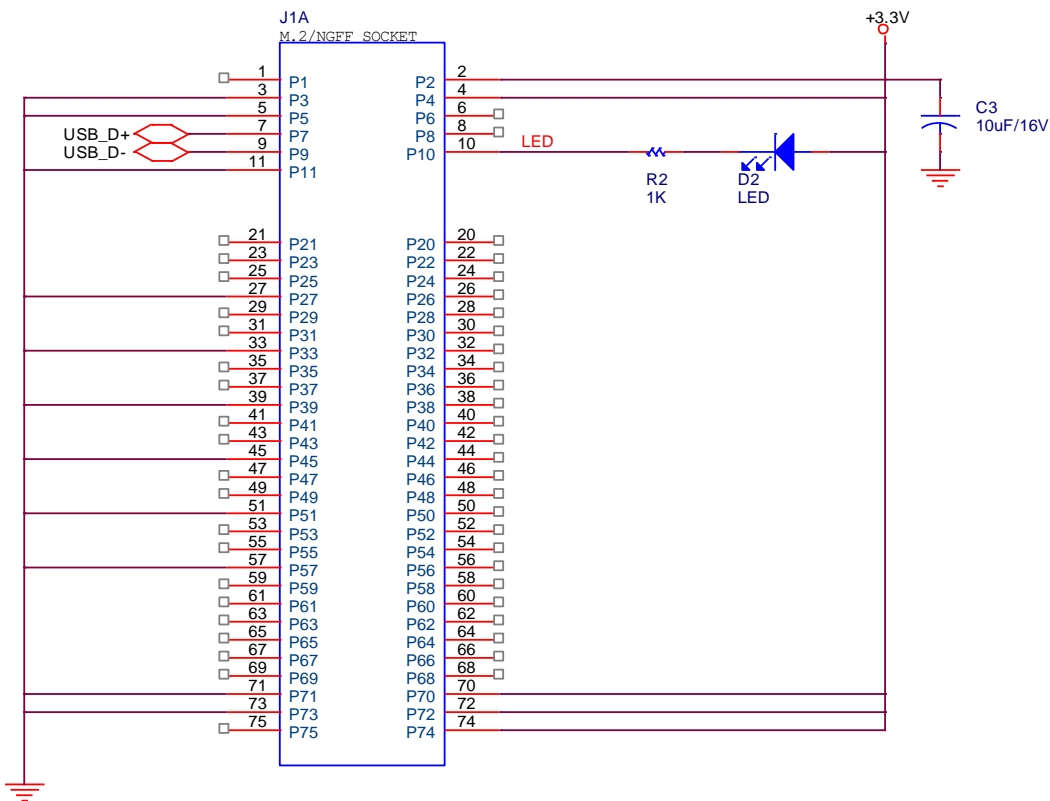 J1A
M.2/NGFF SOCKET
+3.3V
1 P1 P2 2
3 P3 P4 4
5 P5 P6 6
USB_D+ 7 P7 P8 8
USB_D- 9 P9 P10 10 LED
11 P11
C3
10uF/16V
R2
1K
D2
LED
21 P21 P20 20
23 P23 P22 22
25 P25 P24 24
27 P27 P26 26
29 P29 P28 28
31 P31 P30 30
33 P33 P32 32
35 P35 P34 34
37 P37 P36 36
39 P39 P38 38
41 P41 P40 40
43 P43 P42 42
45 P45 P44 44
47 P47 P46 46
49 P49 P48 48
51 P51 P50 50
53 P53 P52 52
55 P55 P54 54
57 P57 P56 56
59 P59 P58 58
61 P61 P60 60
63 P63 P62 62
65 P65 P64 64
67 P67 P66 66
69 P69 P68 68
71 P71 P70 70
73 P73 P72 72
75 P75 P74 74